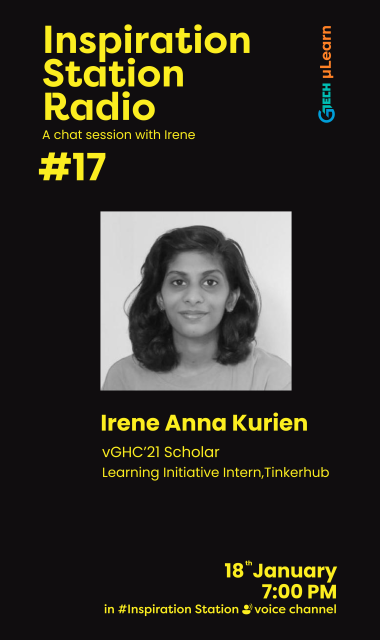 Inspiration
Station
Radio
A chat session with Irene
#17
GTECH µLearn
Irene Anna Kurien
vGHC'21 Scholar
Learning Initiative Intern,Tinkerhub
18th January
7:00 PM
in #Inspiration Station voice channel